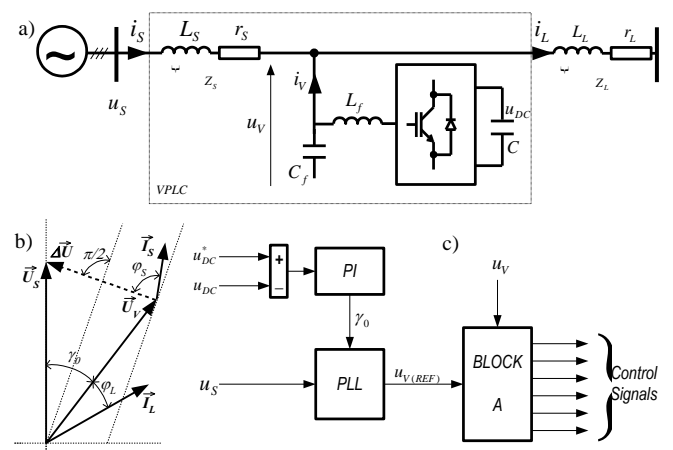 a)
i_S
L_S
r_S
Z_S
u_S
u_V
i_V
L_f
C_f
u_DC
C
i_L
L_L
r_L
Z_L
VPLC
b)
ΔU
π/2
I_S
U_S
φ_S
U_V
γ_0
φ_L
I_L
u*_DC
+
u_DC
−
PI
γ_0
u_S
PLL
u_V(REF)
c)
u_V
BLOCK
A
Control
Signals